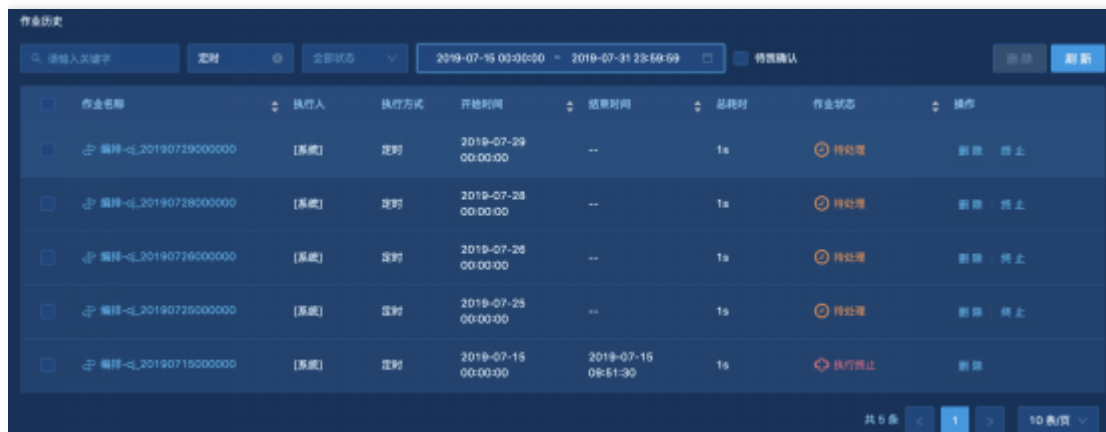 作业历史
请输入关键字 定时 全部状态 2019-07-15 00:00:00 ~ 2019-07-31 23:59:59 待我确认 删除 刷新
作业名称 执行人 执行方式 开始时间 结束时间 总耗时 作业状态 操作
编排-cj_20190729000000 [系统] 定时 2019-07-29 00:00:00 -- 1s 待处理 删除 终止
编排-cj_20190728000000 [系统] 定时 2019-07-28 00:00:00 -- 1s 待处理 删除 终止
编排-cj_20190726000000 [系统] 定时 2019-07-26 00:00:00 -- 1s 待处理 删除 终止
编排-cj_20190725000000 [系统] 定时 2019-07-25 00:00:00 -- 1s 待处理 删除 终止
编排-cj_20190715000000 [系统] 定时 2019-07-15 00:00:00 2019-07-15 09:51:30 1s 执行终止 删除
共 5 条 < 1 > 10 条/页